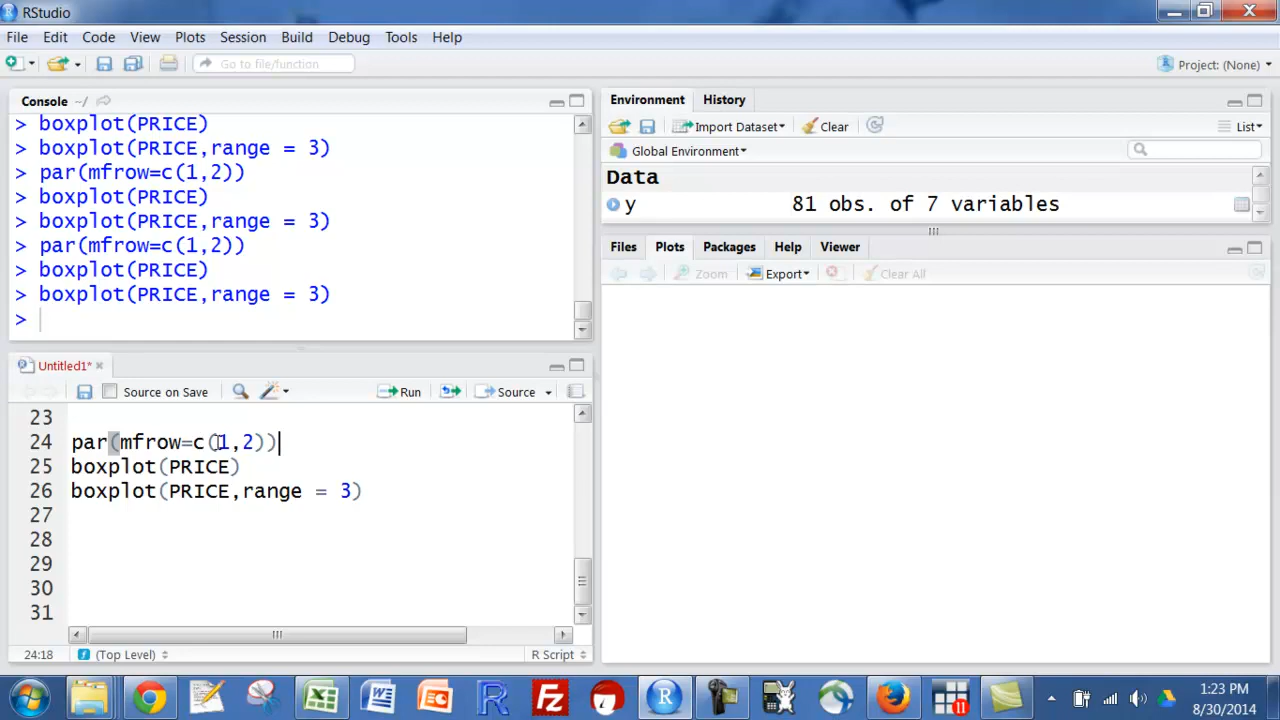 RStudio
File Edit Code View Plots Session Build Debug Tools Help
Go to file/function
Project: (None)
Console ~/
> boxplot(PRICE)
> boxplot(PRICE,range = 3)
> par(mfrow=c(1,2))
> boxplot(PRICE)
> boxplot(PRICE,range = 3)
> par(mfrow=c(1,2))
> boxplot(PRICE)
> boxplot(PRICE,range = 3)
>
Environment History
Import Dataset Clear List
Global Environment
Data
y 81 obs. of 7 variables
Files Plots Packages Help Viewer
Zoom Export Clear All
Untitled1*
Source on Save Run Source
23
24 par(mfrow=c(1,2))
25 boxplot(PRICE)
26 boxplot(PRICE,range = 3)
27
28
29
30
31
24:18 (Top Level) R Script
1:23 PM
8/30/2014